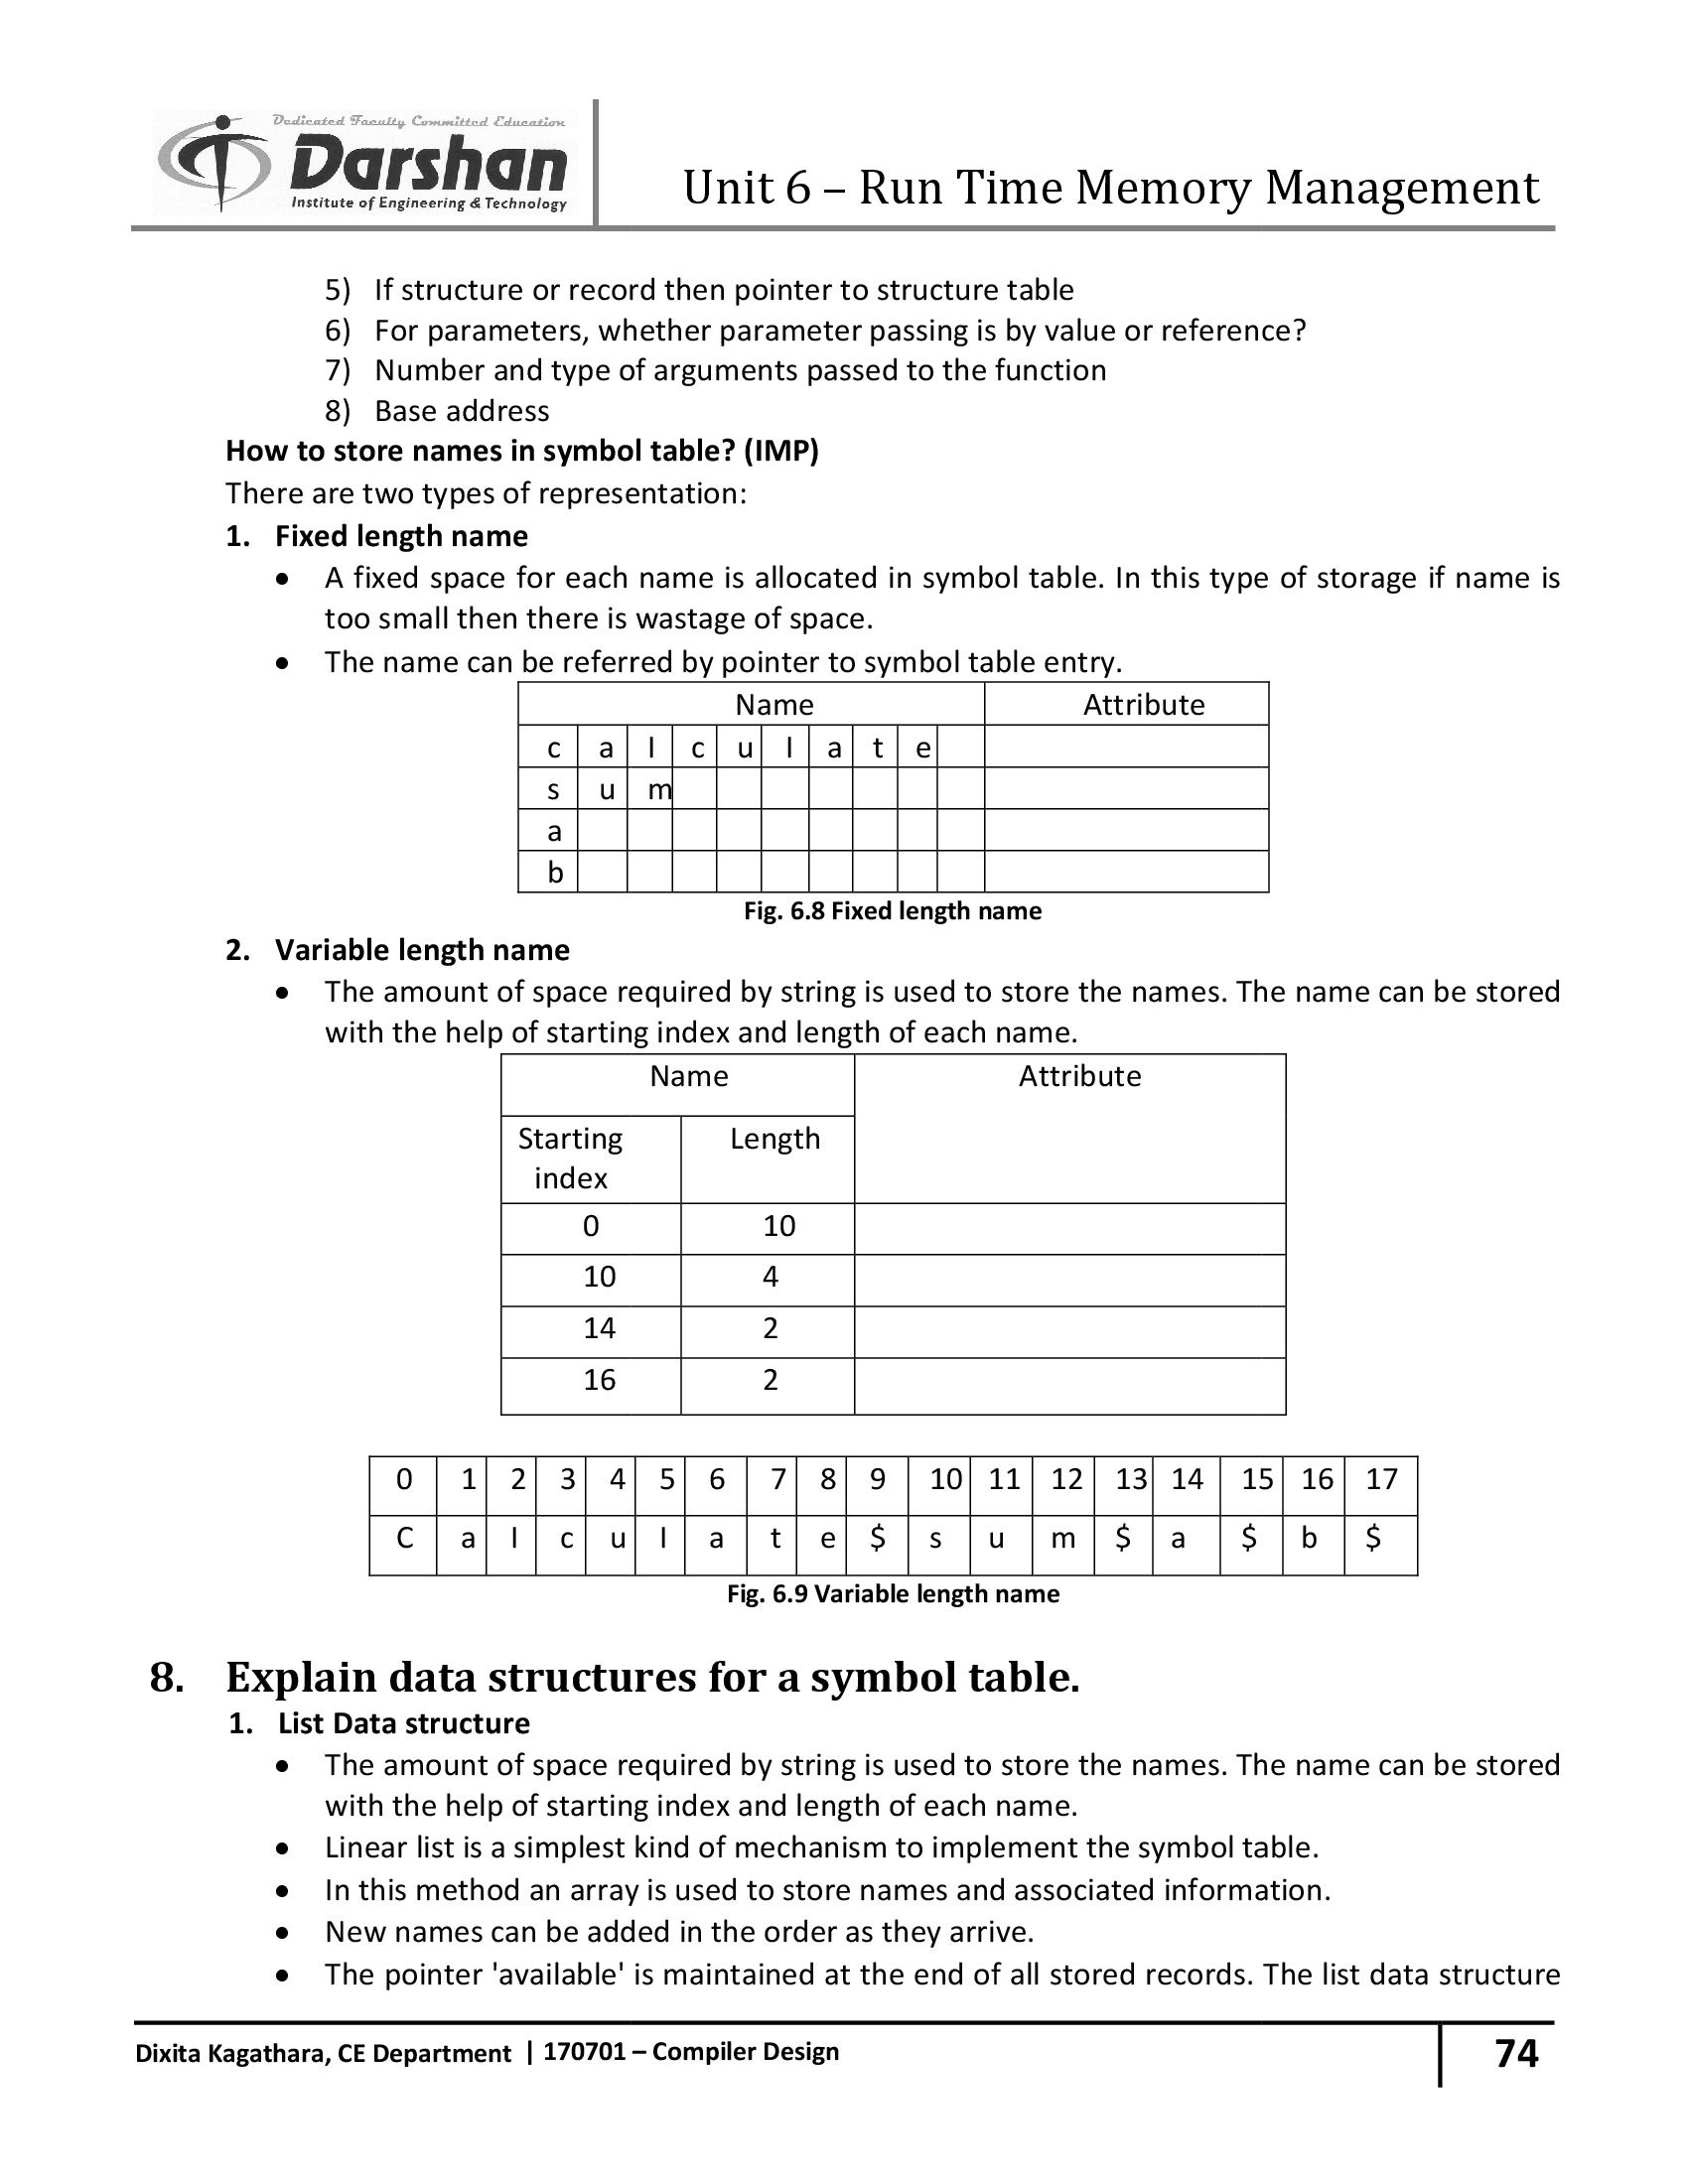 Dedicated Faculty Committed Education
Darshan
Institute of Engineering & Technology
Unit 6 – Run Time Memory Management
5) If structure or record then pointer to structure table
6) For parameters, whether parameter passing is by value or reference?
7) Number and type of arguments passed to the function
8) Base address
How to store names in symbol table? (IMP)
There are two types of representation:
1. Fixed length name
• A fixed space for each name is allocated in symbol table. In this type of storage if name is
too small then there is wastage of space.
• The name can be referred by pointer to symbol table entry.
Name Attribute
c a l c u l a t e
s u m
a
b
Fig. 6.8 Fixed length name
2. Variable length name
• The amount of space required by string is used to store the names. The name can be stored
with the help of starting index and length of each name.
Name Attribute
Starting Length
index
0 10
10 4
14 2
16 2
0 1 2 3 4 5 6 7 8 9 10 11 12 13 14 15 16 17
C a l c u l a t e $ s u m $ a $ b $
Fig. 6.9 Variable length name
8. Explain data structures for a symbol table.
1. List Data structure
• The amount of space required by string is used to store the names. The name can be stored
with the help of starting index and length of each name.
• Linear list is a simplest kind of mechanism to implement the symbol table.
• In this method an array is used to store names and associated information.
• New names can be added in the order as they arrive.
• The pointer 'available' is maintained at the end of all stored records. The list data structure
Dixita Kagathara, CE Department | 170701 – Compiler Design 74